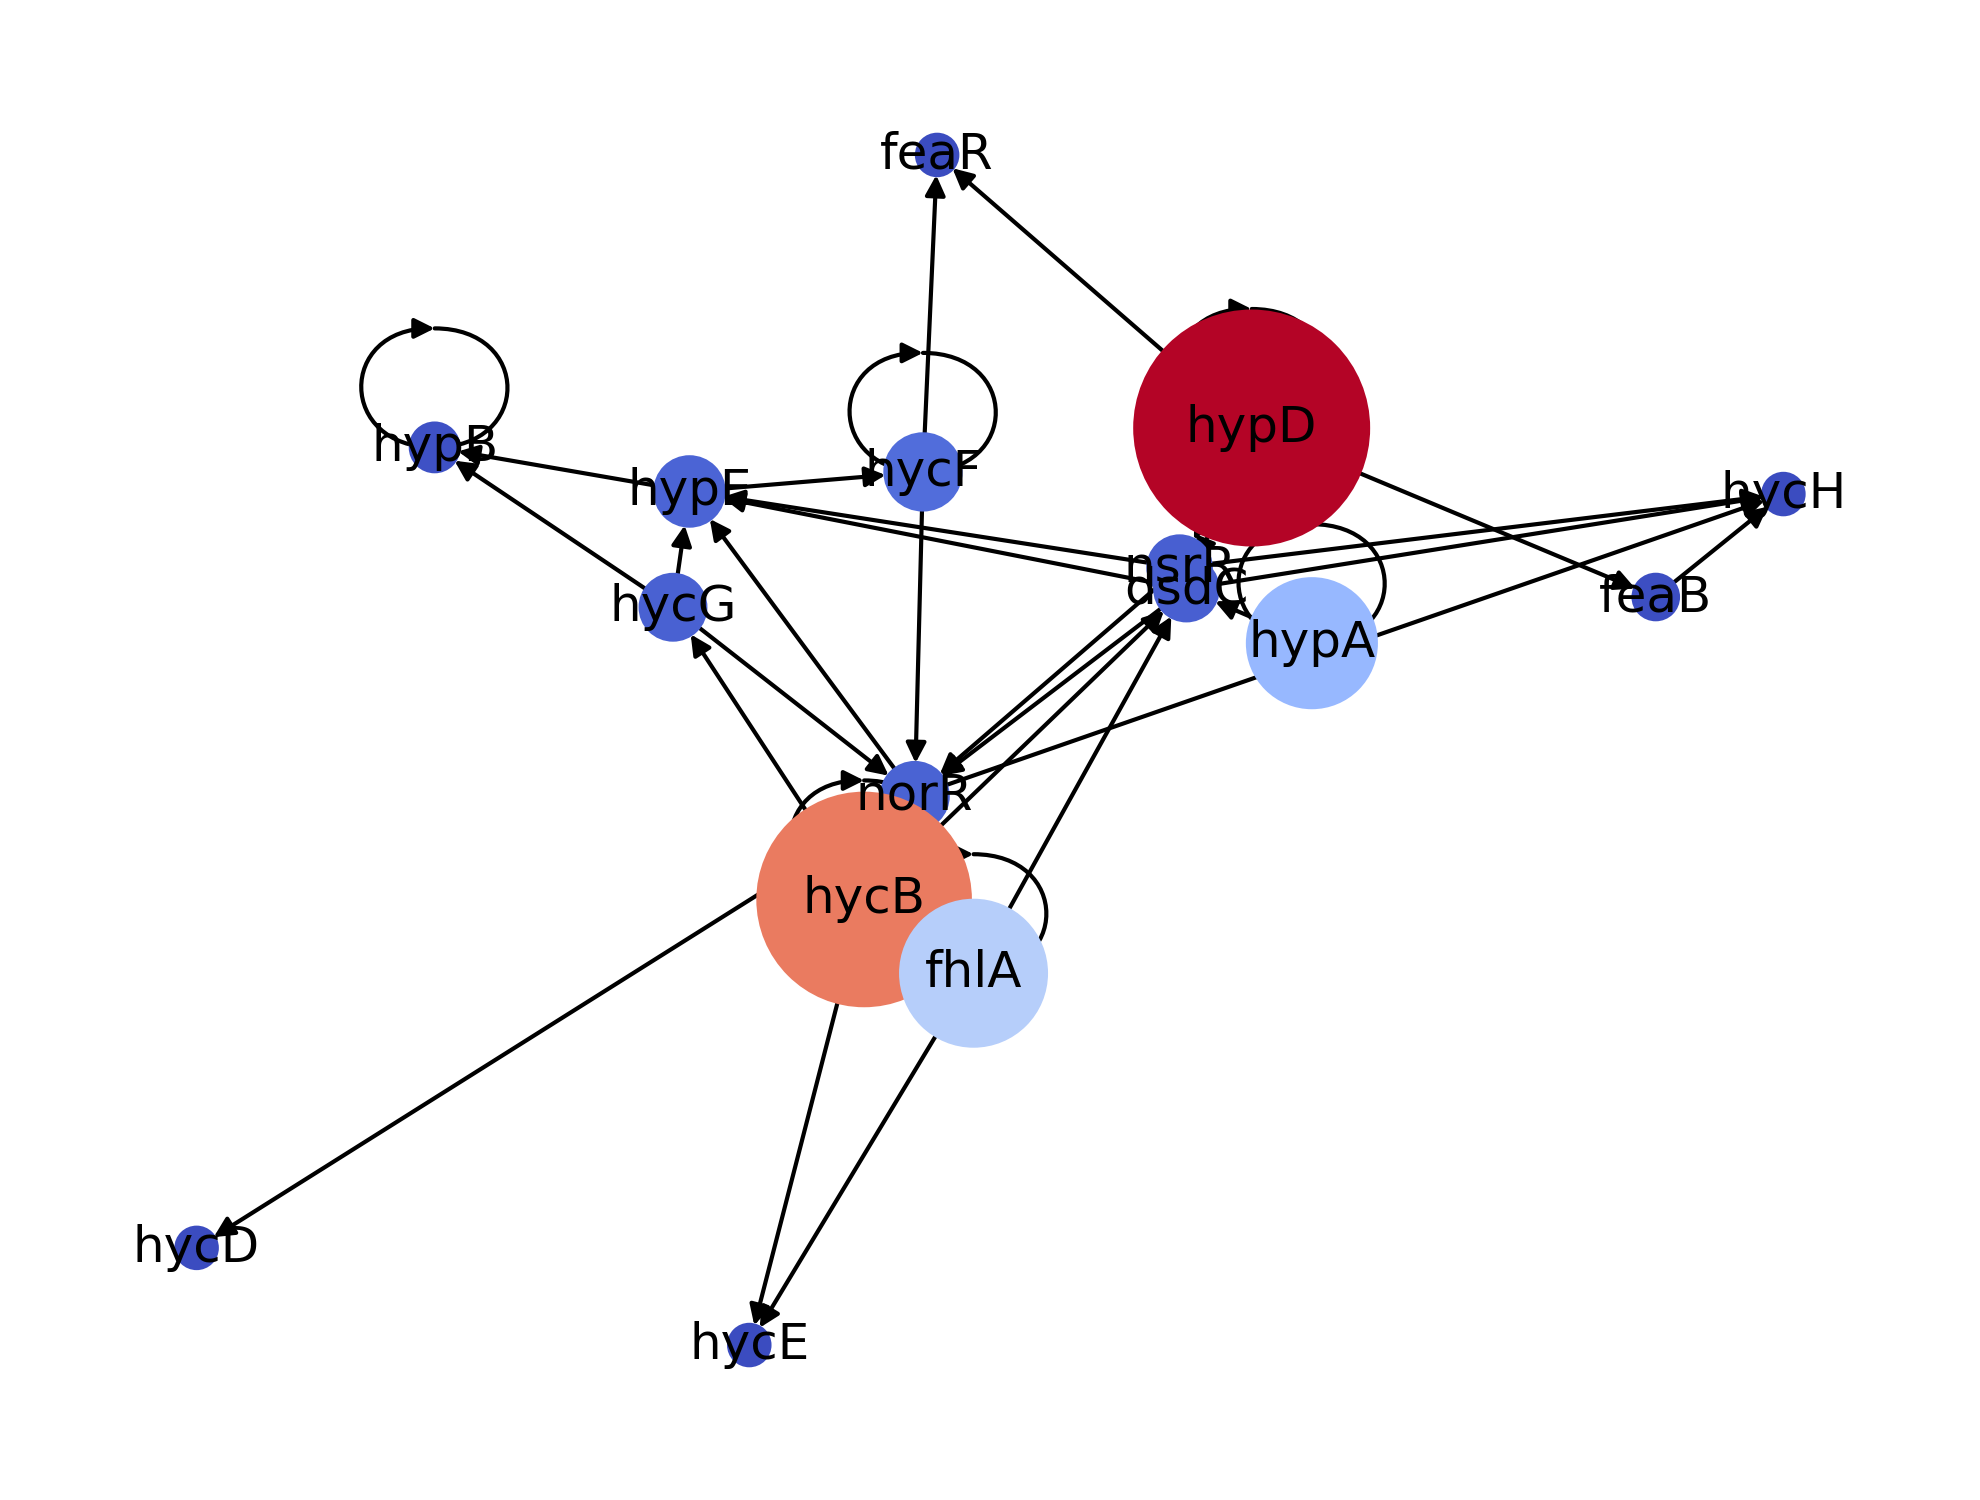 feaR
hypD
hypB
hycF
hypE
hycH
nsrR
dsdC
feaB
hycG
hypA
norR
hycB
fhlA
hycD
hycE